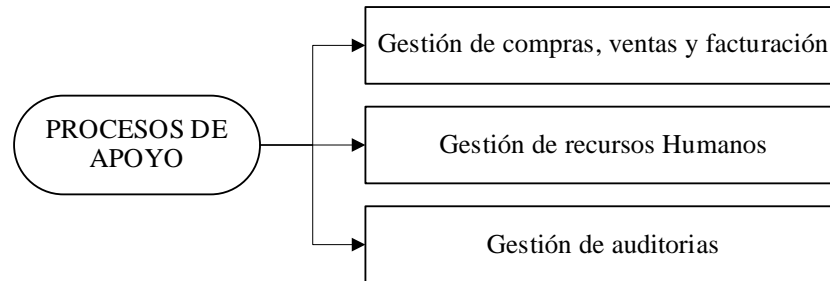 Gestión de compras, ventas y facturación
PROCESOS DE
APOYO
Gestión de recursos Humanos
Gestión de auditorias